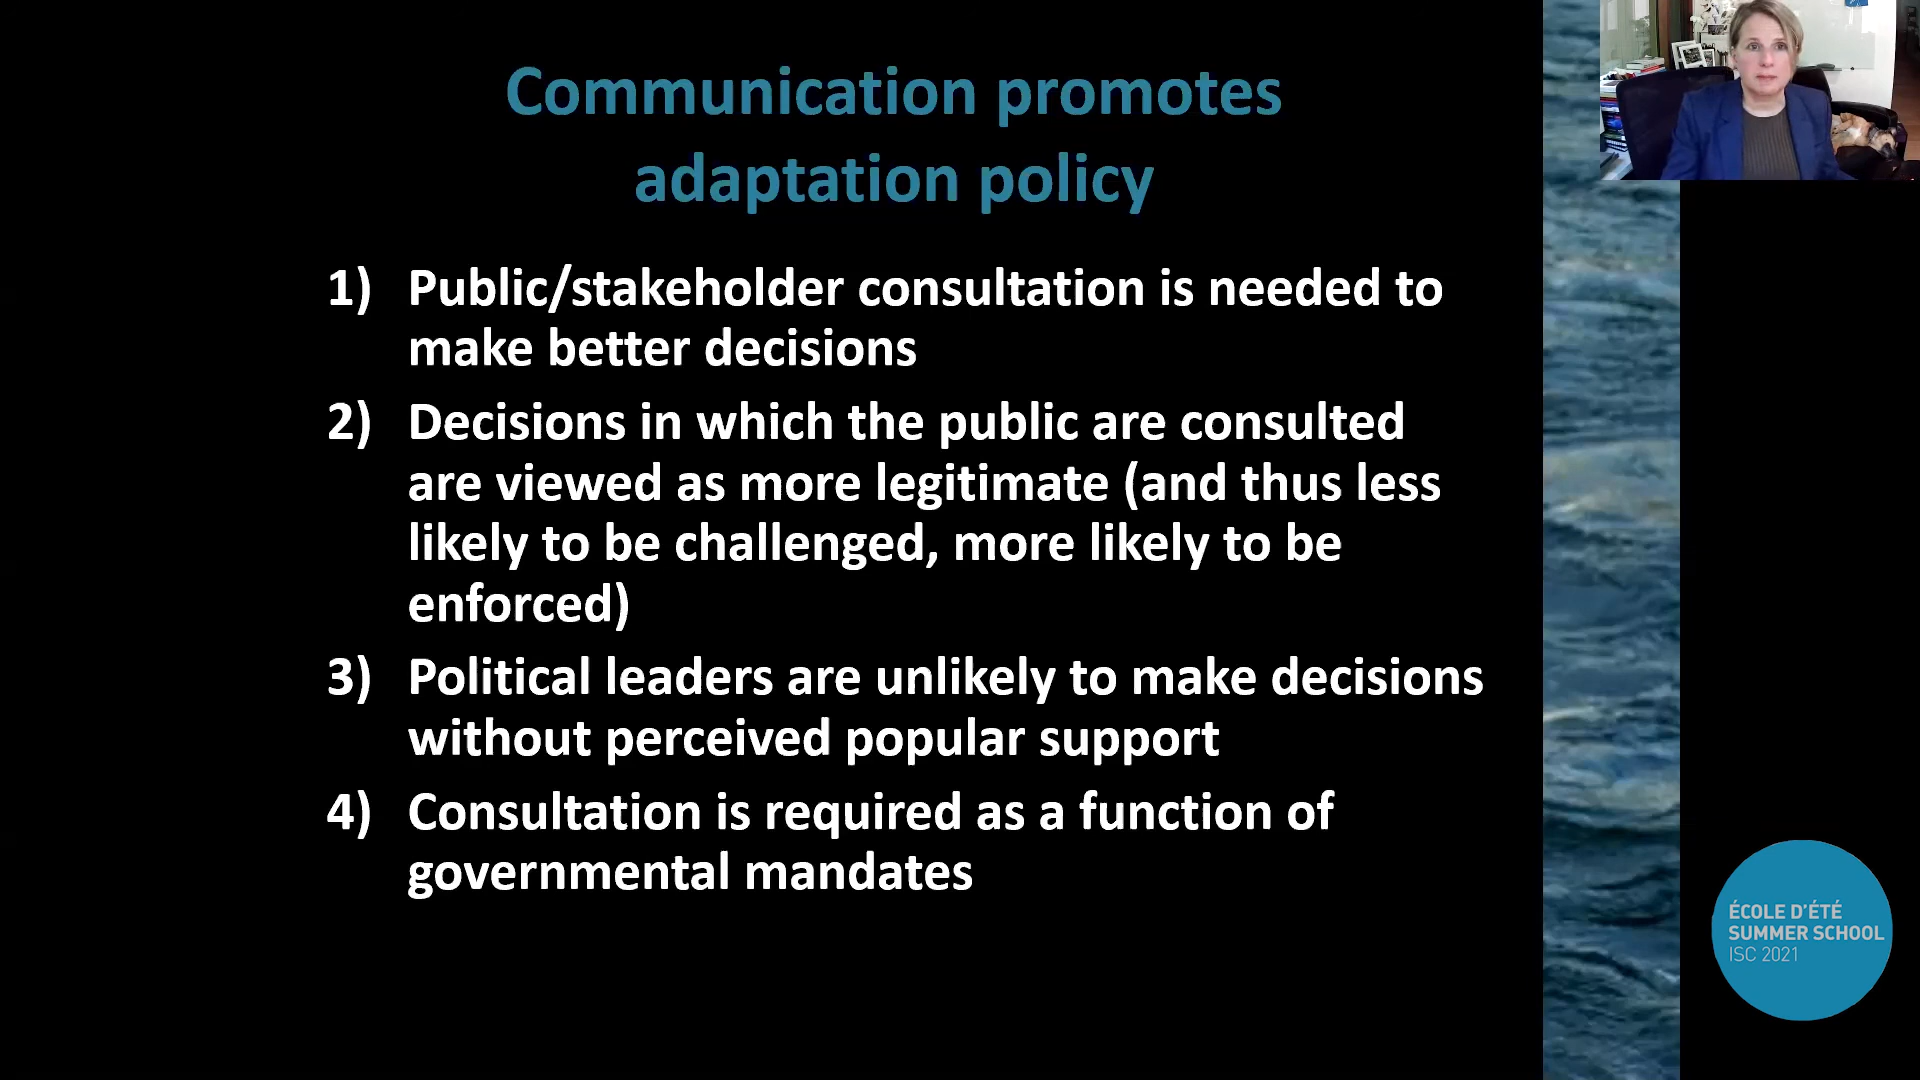 Communication promotes
adaptation policy
1) Public/stakeholder consultation is needed to
make better decisions
2) Decisions in which the public are consulted
are viewed as more legitimate (and thus less
likely to be challenged, more likely to be
enforced)
3) Political leaders are unlikely to make decisions
without perceived popular support
4) Consultation is required as a function of
governmental mandates
ÉCOLE D'ÉTÉ
SUMMER SCHOOL
ISC 2021